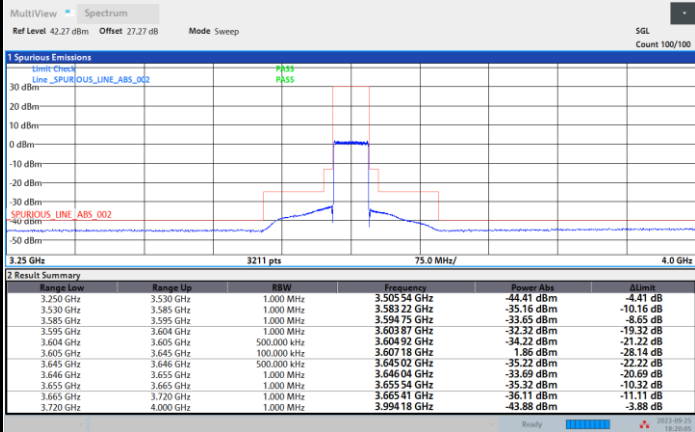 MultiView Spectrum
Ref Level 42.27 dBm Offset 27.27 dB Mode Sweep SGL
Count 100/100
1 Spurious Emissions
Limit Check PASS
Line _SPURIOUS_LINE_ABS_002 PASS
30 dBm
20 dBm
10 dBm
0 dBm
-10 dBm
-20 dBm
-30 dBm
SPURIOUS_LINE_ABS_002
-40 dBm
-50 dBm
3.25 GHz 3211 pts 75.0 MHz/ 4.0 GHz
2 Result Summary
Range Low Range Up RBW Frequency Power Abs ΔLimit
3.250 GHz 3.530 GHz 1.000 MHz 3.505 54 GHz -44.41 dBm -4.41 dB
3.530 GHz 3.585 GHz 1.000 MHz 3.583 22 GHz -35.16 dBm -10.16 dB
3.585 GHz 3.595 GHz 1.000 MHz 3.594 75 GHz -33.65 dBm -8.65 dB
3.595 GHz 3.604 GHz 1.000 MHz 3.603 87 GHz -32.32 dBm -19.32 dB
3.604 GHz 3.605 GHz 500.000 kHz 3.604 92 GHz -34.22 dBm -21.22 dB
3.605 GHz 3.645 GHz 100.000 kHz 3.607 18 GHz 1.86 dBm -28.14 dB
3.645 GHz 3.646 GHz 500.000 kHz 3.645 02 GHz -35.22 dBm -22.22 dB
3.646 GHz 3.655 GHz 1.000 MHz 3.646 04 GHz -33.69 dBm -20.69 dB
3.655 GHz 3.665 GHz 1.000 MHz 3.655 54 GHz -35.32 dBm -10.32 dB
3.665 GHz 3.720 GHz 1.000 MHz 3.665 41 GHz -36.11 dBm -11.11 dB
3.720 GHz 4.000 GHz 1.000 MHz 3.994 18 GHz -43.88 dBm -3.88 dB
Ready 2023-09-25
18:20:05